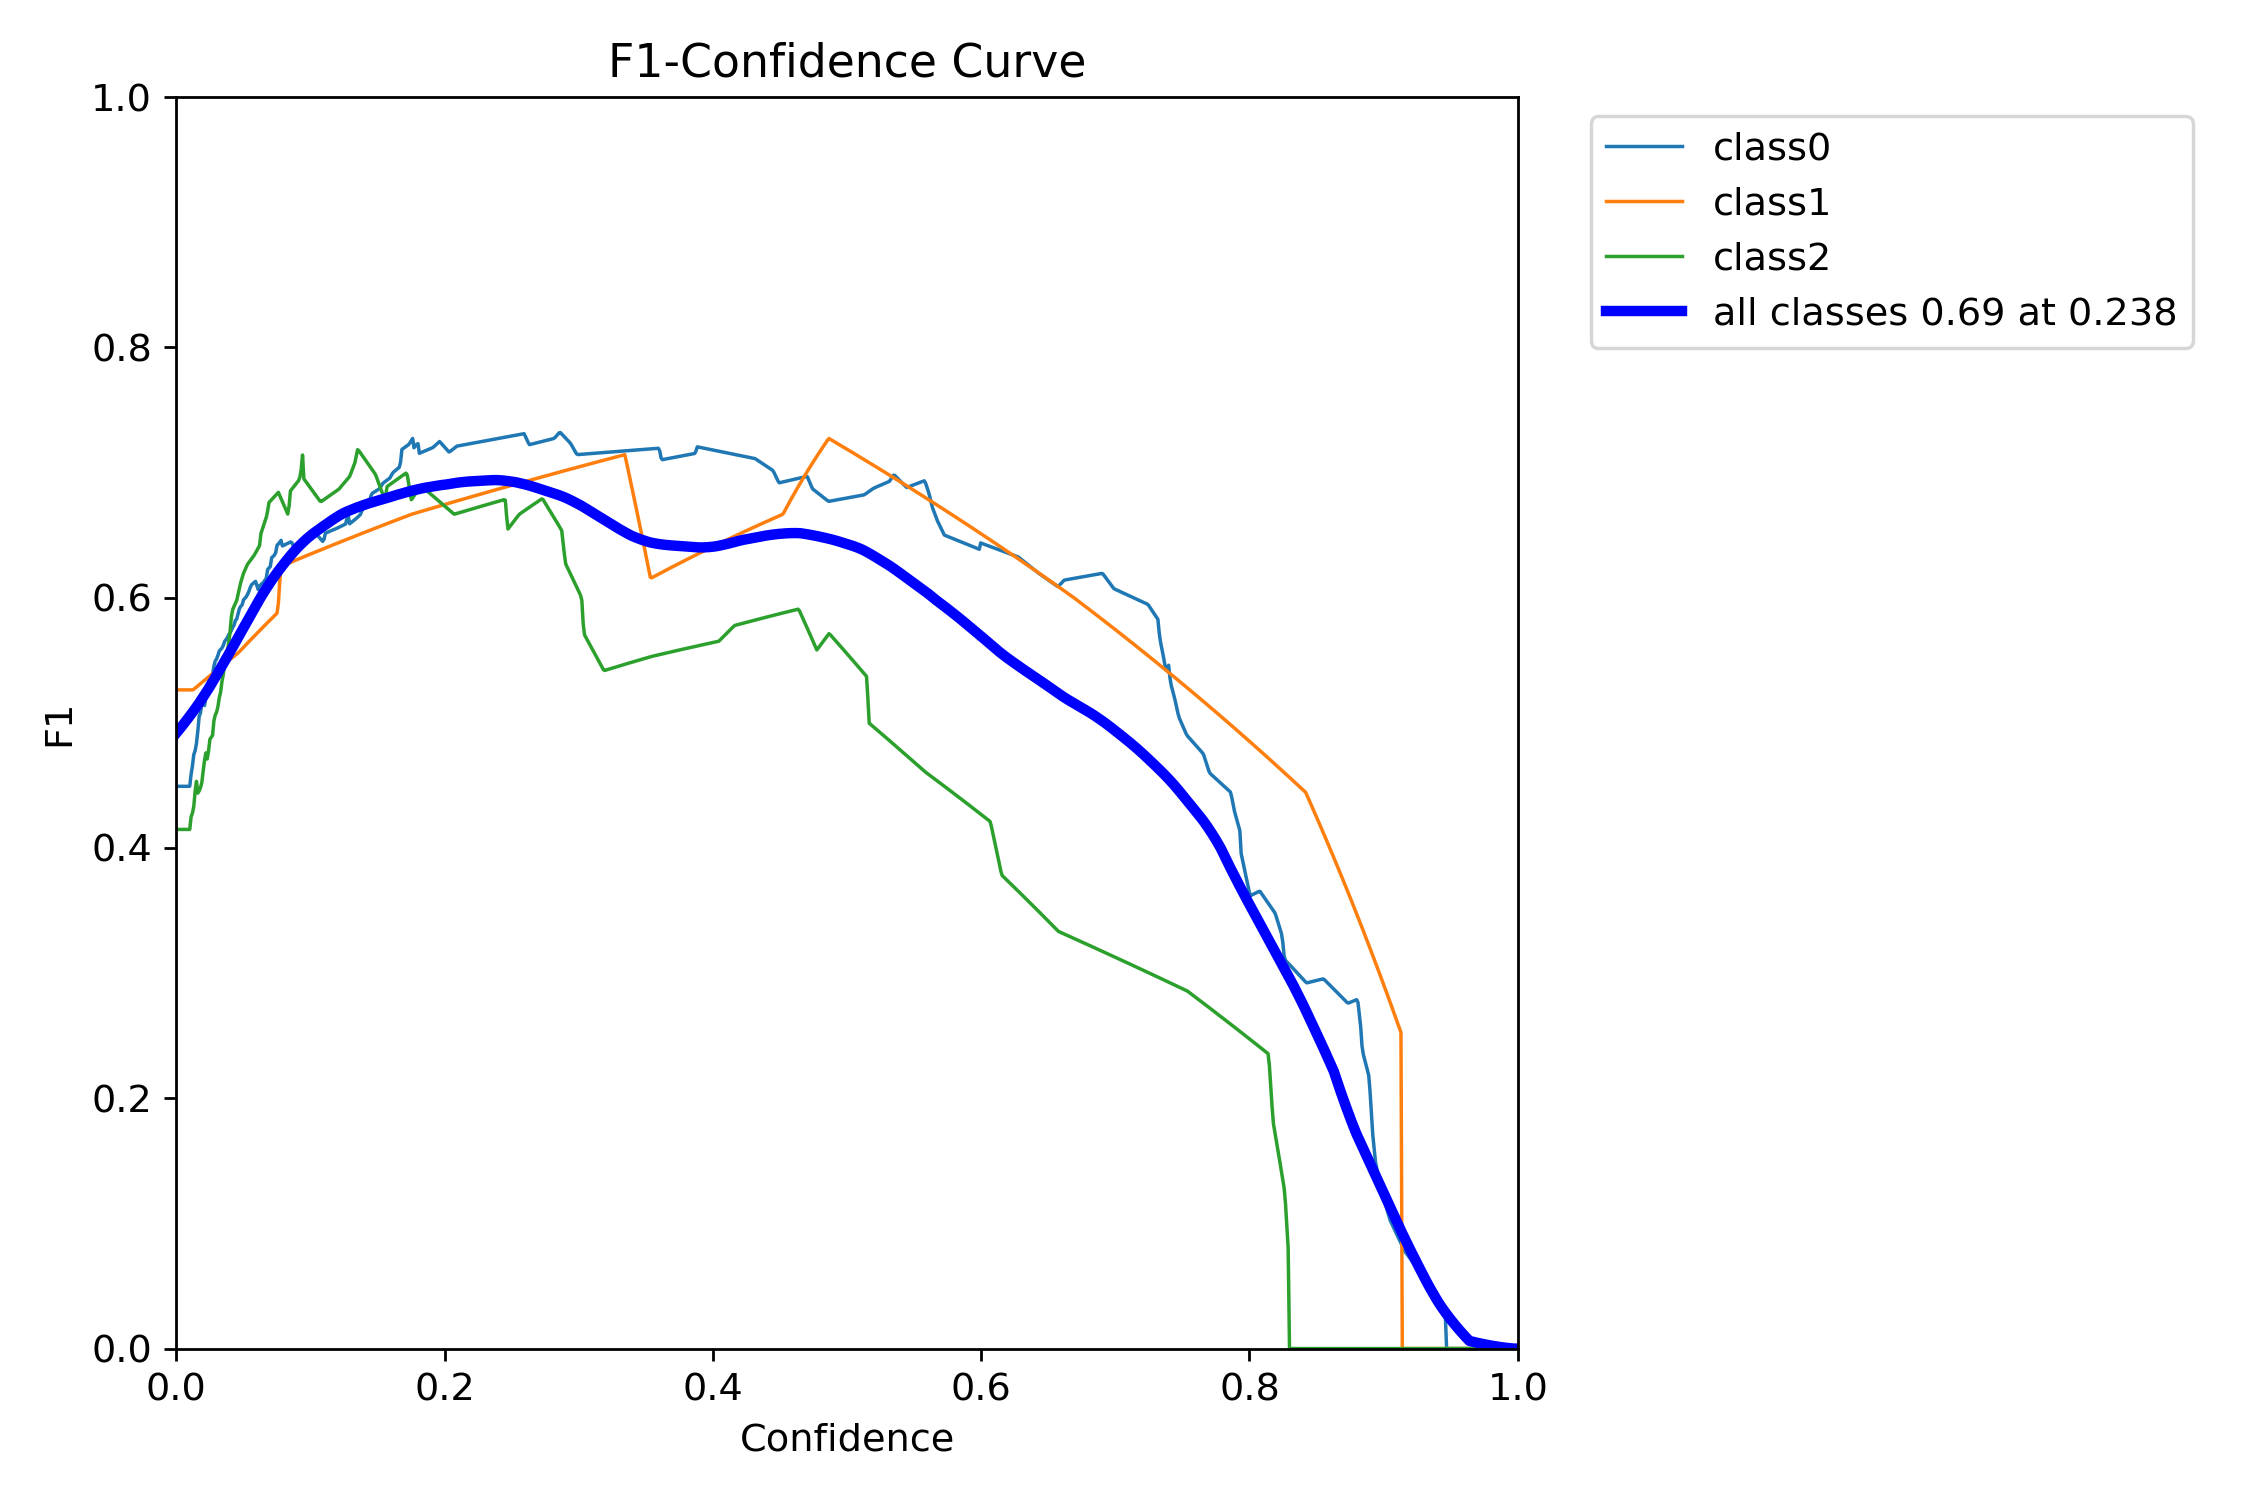 F1-Confidence Curve
1.0
0.8
0.6
0.4
0.2
0.0
F1
0.0 0.2 0.4 0.6 0.8 1.0
Confidence
class0
class1
class2
all classes 0.69 at 0.238